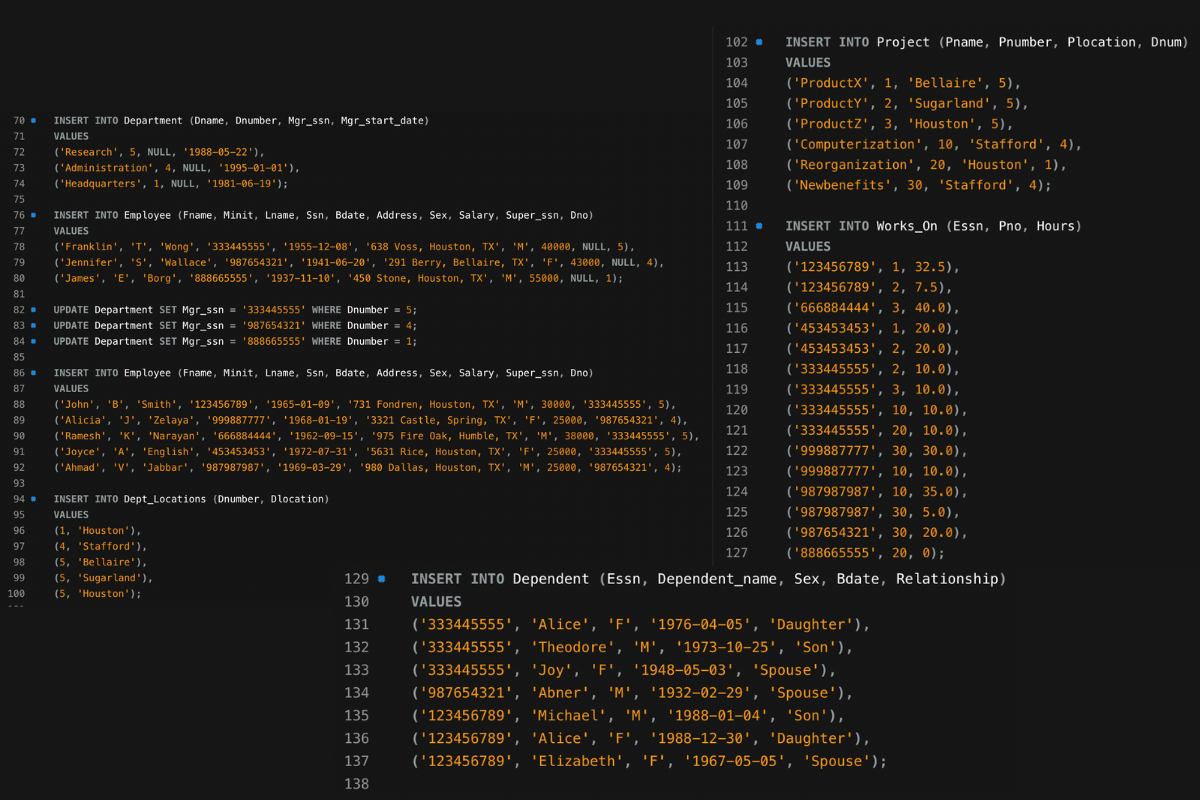 70 INSERT INTO Department (Dname, Dnumber, Mgr_ssn, Mgr_start_date)
71 VALUES
72 ('Research', 5, NULL, '1988-05-22'),
73 ('Administration', 4, NULL, '1995-01-01'),
74 ('Headquarters', 1, NULL, '1981-06-19');
75
76 INSERT INTO Employee (Fname, Minit, Lname, Ssn, Bdate, Address, Sex, Salary, Super_ssn, Dno)
77 VALUES
78 ('Franklin', 'T', 'Wong', '333445555', '1955-12-08', '638 Voss, Houston, TX', 'M', 40000, NULL, 5),
79 ('Jennifer', 'S', 'Wallace', '987654321', '1941-06-20', '291 Berry, Bellaire, TX', 'F', 43000, NULL, 4),
80 ('James', 'E', 'Borg', '888665555', '1937-11-10', '450 Stone, Houston, TX', 'M', 55000, NULL, 1);
81
82 UPDATE Department SET Mgr_ssn = '333445555' WHERE Dnumber = 5;
83 UPDATE Department SET Mgr_ssn = '987654321' WHERE Dnumber = 4;
84 UPDATE Department SET Mgr_ssn = '888665555' WHERE Dnumber = 1;
85
86 INSERT INTO Employee (Fname, Minit, Lname, Ssn, Bdate, Address, Sex, Salary, Super_ssn, Dno)
87 VALUES
88 ('John', 'B', 'Smith', '123456789', '1965-01-09', '731 Fondren, Houston, TX', 'M', 30000, '333445555', 5),
89 ('Alicia', 'J', 'Zelaya', '999887777', '1968-01-19', '3321 Castle, Spring, TX', 'F', 25000, '987654321', 4),
90 ('Ramesh', 'K', 'Narayan', '666884444', '1962-09-15', '975 Fire Oak, Humble, TX', 'M', 38000, '333445555', 5),
91 ('Joyce', 'A', 'English', '453453453', '1972-07-31', '5631 Rice, Houston, TX', 'F', 25000, '333445555', 5),
92 ('Ahmad', 'V', 'Jabbar', '987987987', '1969-03-29', '980 Dallas, Houston, TX', 'M', 25000, '987654321', 4);
93
94 INSERT INTO Dept_Locations (Dnumber, Dlocation)
95 VALUES
96 (1, 'Houston'),
97 (4, 'Stafford'),
98 (5, 'Bellaire'),
99 (5, 'Sugarland'),
100 (5, 'Houston');
102 INSERT INTO Project (Pname, Pnumber, Plocation, Dnum)
103 VALUES
104 ('ProductX', 1, 'Bellaire', 5),
105 ('ProductY', 2, 'Sugarland', 5),
106 ('ProductZ', 3, 'Houston', 5),
107 ('Computerization', 10, 'Stafford', 4),
108 ('Reorganization', 20, 'Houston', 1),
109 ('Newbenefits', 30, 'Stafford', 4);
110
111 INSERT INTO Works_On (Essn, Pno, Hours)
112 VALUES
113 ('123456789', 1, 32.5),
114 ('123456789', 2, 7.5),
115 ('666884444', 3, 40.0),
116 ('453453453', 1, 20.0),
117 ('453453453', 2, 20.0),
118 ('333445555', 2, 10.0),
119 ('333445555', 3, 10.0),
120 ('333445555', 10, 10.0),
121 ('333445555', 20, 10.0),
122 ('999887777', 30, 30.0),
123 ('999887777', 10, 10.0),
124 ('987987987', 10, 35.0),
125 ('987987987', 30, 5.0),
126 ('987654321', 30, 20.0),
127 ('888665555', 20, 0);
129 INSERT INTO Dependent (Essn, Dependent_name, Sex, Bdate, Relationship)
130 VALUES
131 ('333445555', 'Alice', 'F', '1976-04-05', 'Daughter'),
132 ('333445555', 'Theodore', 'M', '1973-10-25', 'Son'),
133 ('333445555', 'Joy', 'F', '1948-05-03', 'Spouse'),
134 ('987654321', 'Abner', 'M', '1932-02-29', 'Spouse'),
135 ('123456789', 'Michael', 'M', '1988-01-04', 'Son'),
136 ('123456789', 'Alice', 'F', '1988-12-30', 'Daughter'),
137 ('123456789', 'Elizabeth', 'F', '1967-05-05', 'Spouse');
138